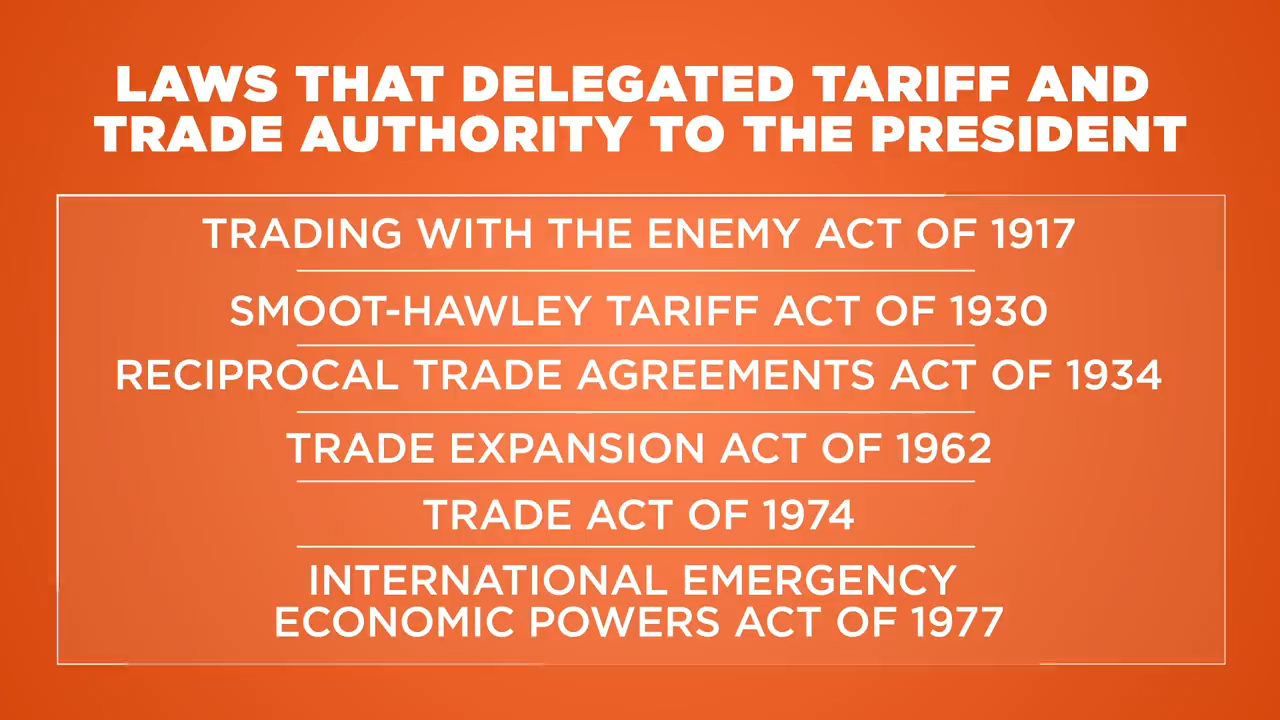 LAWS THAT DELEGATED TARIFF AND
TRADE AUTHORITY TO THE PRESIDENT
TRADING WITH THE ENEMY ACT OF 1917
SMOOT-HAWLEY TARIFF ACT OF 1930
RECIPROCAL TRADE AGREEMENTS ACT OF 1934
TRADE EXPANSION ACT OF 1962
TRADE ACT OF 1974
INTERNATIONAL EMERGENCY
ECONOMIC POWERS ACT OF 1977